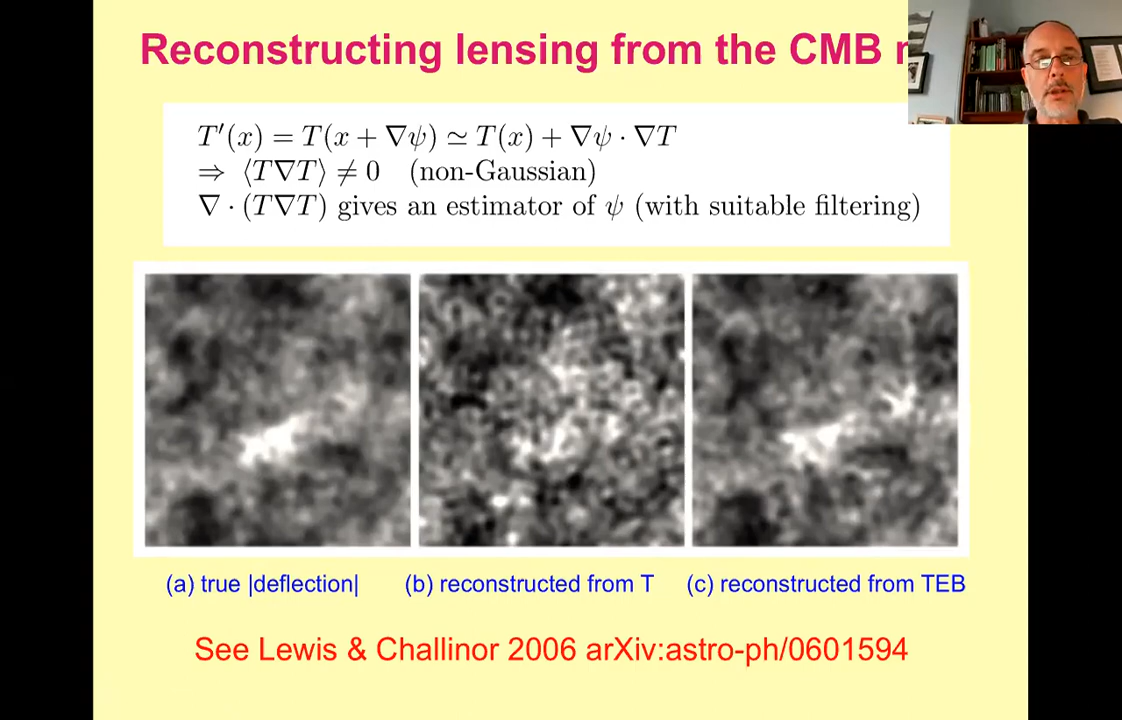 Reconstructing lensing from the CMB
T′(x) = T(x + ∇ψ) ≃ T(x) + ∇ψ · ∇T
⇒ ⟨T∇T⟩ ≠ 0 (non-Gaussian)
∇ · (T∇T) gives an estimator of ψ (with suitable filtering)
(a) true |deflection| (b) reconstructed from T (c) reconstructed from TEB
See Lewis & Challinor 2006 arXiv:astro-ph/0601594